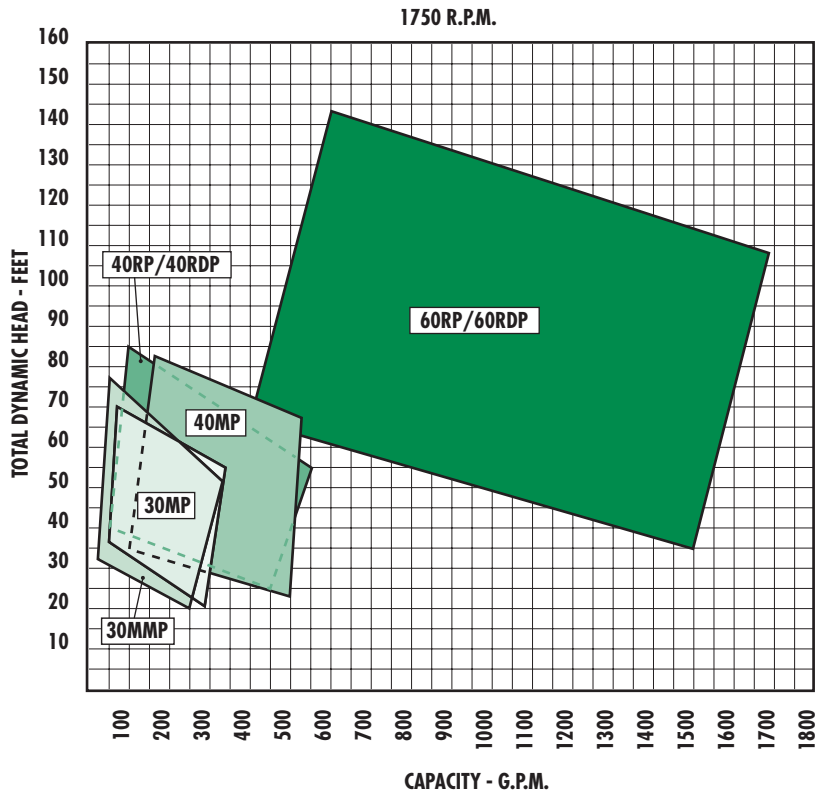 1750 R.P.M.
160
150
140
130
120
110
100
90
80
70
60
50
40
30
20
10
TOTAL DYNAMIC HEAD - FEET
40RP/40RDP
60RP/60RDP
40MP
30MP
30MMP
100 200 300 400 500 600 700 800 900 1000 1100 1200 1300 1400 1500 1600 1700 1800
CAPACITY - G.P.M.